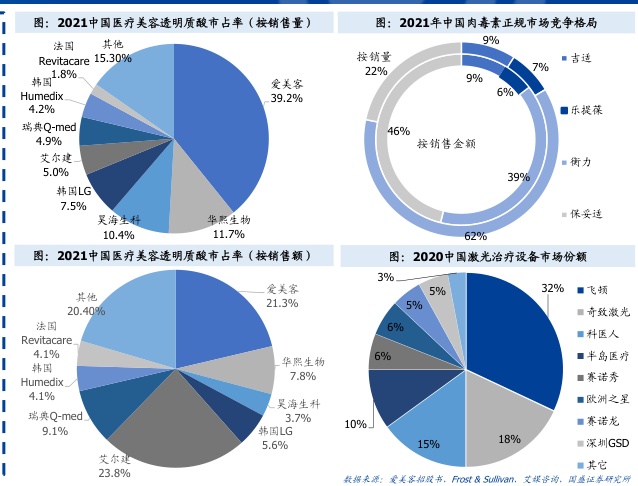 图：2021中国医疗美容透明质酸市占率（按销售量）
法国
Revitacare
1.8%
其他
15.30%
韩国
Humedix
4.2%
瑞典Q-med
4.9%
艾尔建
5.0%
韩国LG
7.5%
昊海生科
10.4%
华熙生物
11.7%
爱美客
39.2%
图：2021年中国肉毒素正规市场竞争格局
按销量
22%
9%
7%
9%
6%
46%
按销售金额
39%
62%
吉适
乐提葆
衡力
保妥适
图：2021中国医疗美容透明质酸市占率（按销售额）
其他
20.40%
法国
Revitacare
4.1%
韩国
Humedix
4.1%
瑞典Q-med
9.1%
艾尔建
23.8%
韩国LG
5.6%
昊海生科
3.7%
华熙生物
7.8%
爱美客
21.3%
图：2020中国激光治疗设备市场份额
3%
5%
5%
6%
6%
10%
15%
18%
32%
飞顿
奇致激光
科医人
半岛医疗
赛诺秀
欧洲之星
赛诺龙
深圳GSD
其它
数据来源：爱美客招股书、Frost & Sullivan、艾媒咨询、国盛证券研究所